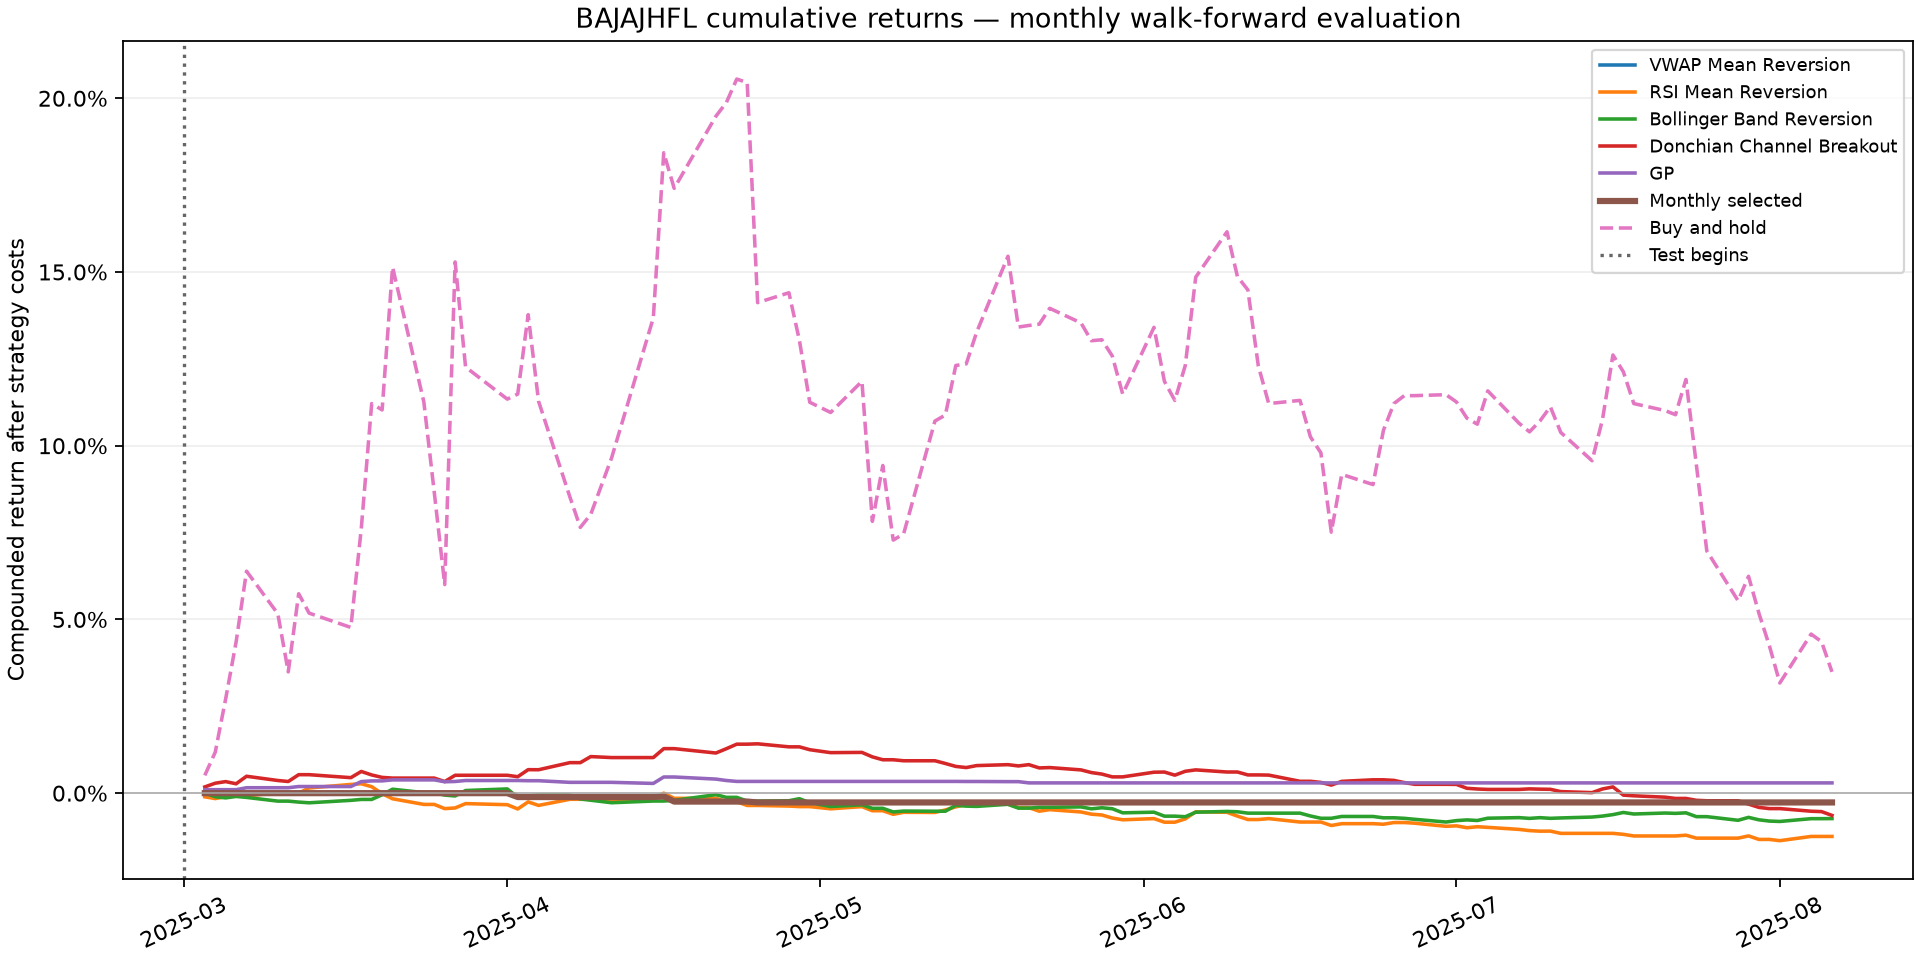 BAJAJHFL cumulative returns — monthly walk-forward evaluation
Compounded return after strategy costs
20.0%
15.0%
10.0%
5.0%
0.0%
VWAP Mean Reversion
RSI Mean Reversion
Bollinger Band Reversion
Donchian Channel Breakout
GP
Monthly selected
Buy and hold
Test begins
2025-03
2025-04
2025-05
2025-06
2025-07
2025-08